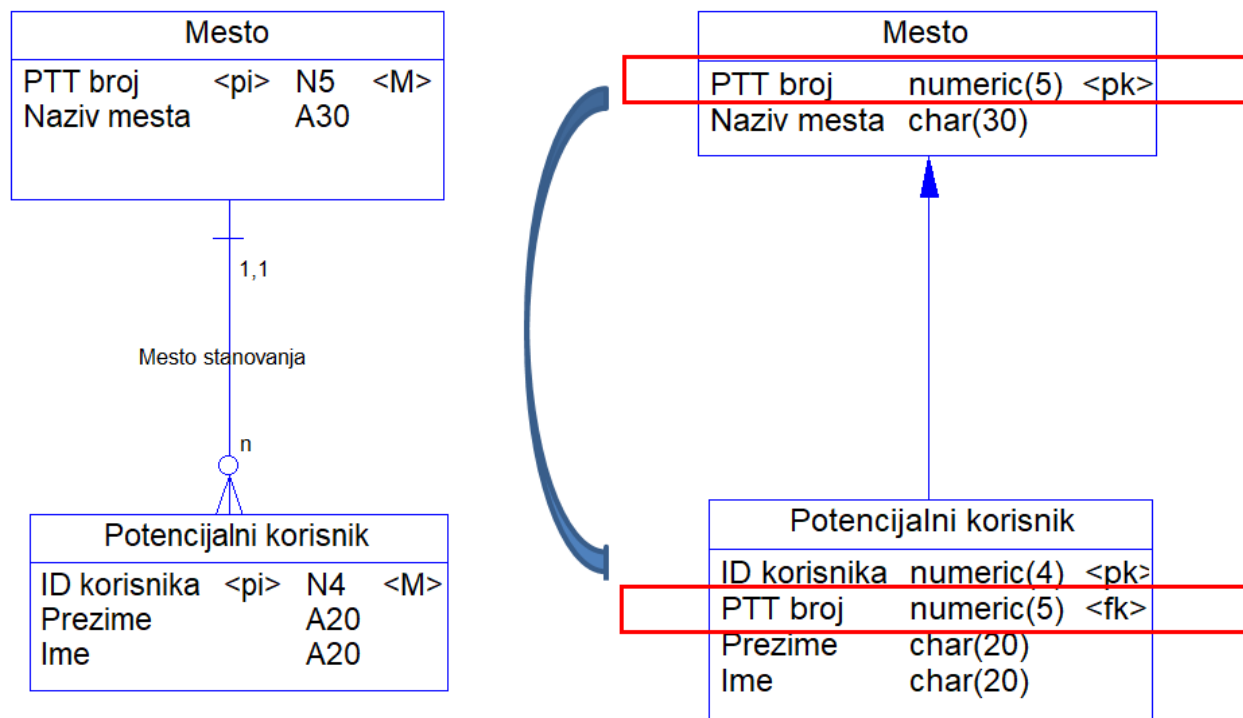 Mesto
PTT broj <pi> N5 <M>
Naziv mesta A30
1,1
Mesto stanovanja
n
Potencijalni korisnik
ID korisnika <pi> N4 <M>
Prezime A20
Ime A20
Mesto
PTT broj numeric(5) <pk>
Naziv mesta char(30)
Potencijalni korisnik
ID korisnika numeric(4) <pk>
PTT broj numeric(5) <fk>
Prezime char(20)
Ime char(20)